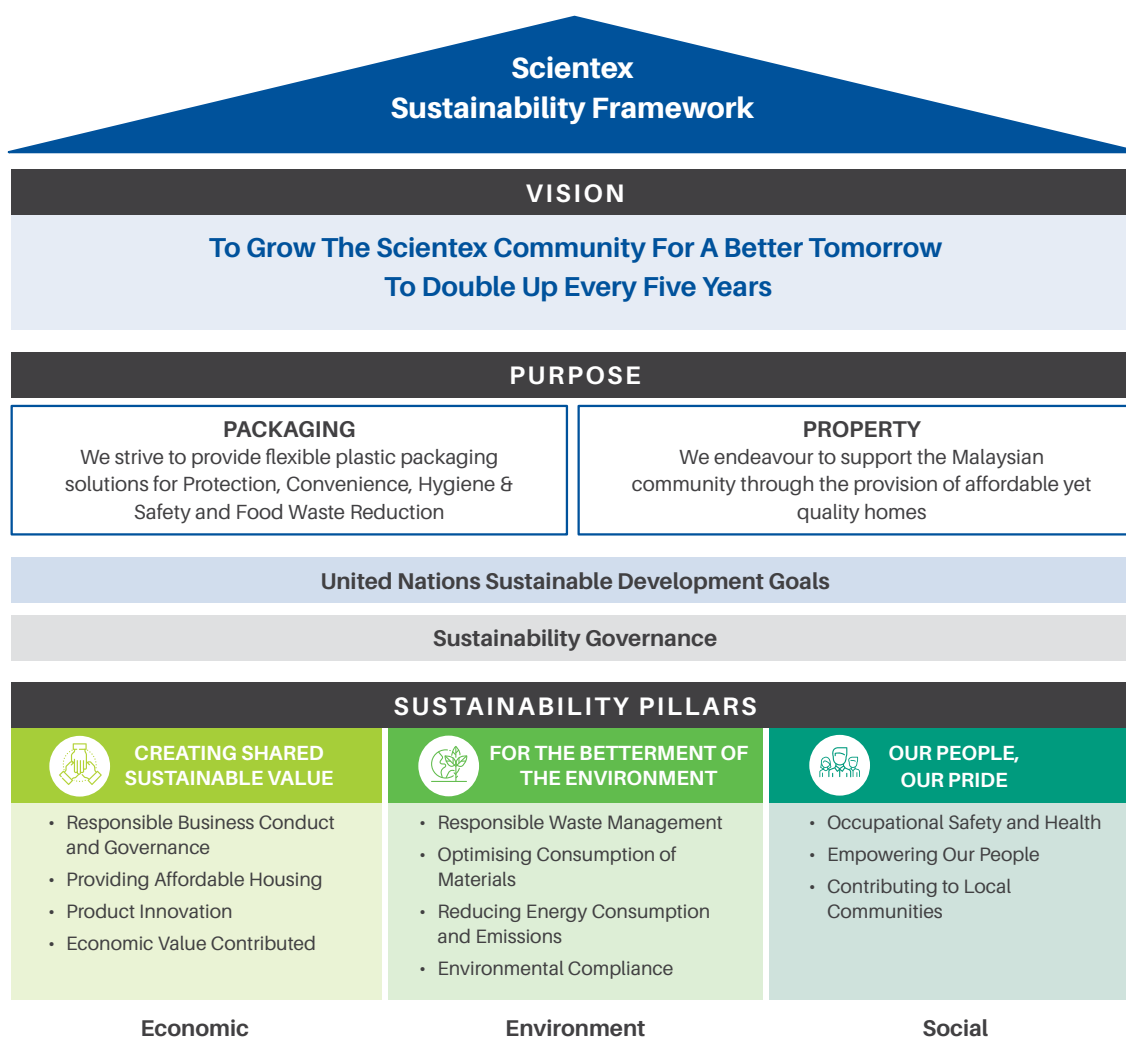 Scientex
Sustainability Framework
VISION
To Grow The Scientex Community For A Better Tomorrow
To Double Up Every Five Years
PURPOSE
PACKAGING
We strive to provide flexible plastic packaging
solutions for Protection, Convenience, Hygiene &
Safety and Food Waste Reduction
PROPERTY
We endeavour to support the Malaysian
community through the provision of affordable yet
quality homes
United Nations Sustainable Development Goals
Sustainability Governance
SUSTAINABILITY PILLARS
CREATING SHARED
SUSTAINABLE VALUE
• Responsible Business Conduct
and Governance
• Providing Affordable Housing
• Product Innovation
• Economic Value Contributed
Economic
FOR THE BETTERMENT OF
THE ENVIRONMENT
• Responsible Waste Management
• Optimising Consumption of
Materials
• Reducing Energy Consumption
and Emissions
• Environmental Compliance
Environment
OUR PEOPLE,
OUR PRIDE
• Occupational Safety and Health
• Empowering Our People
• Contributing to Local
Communities
Social